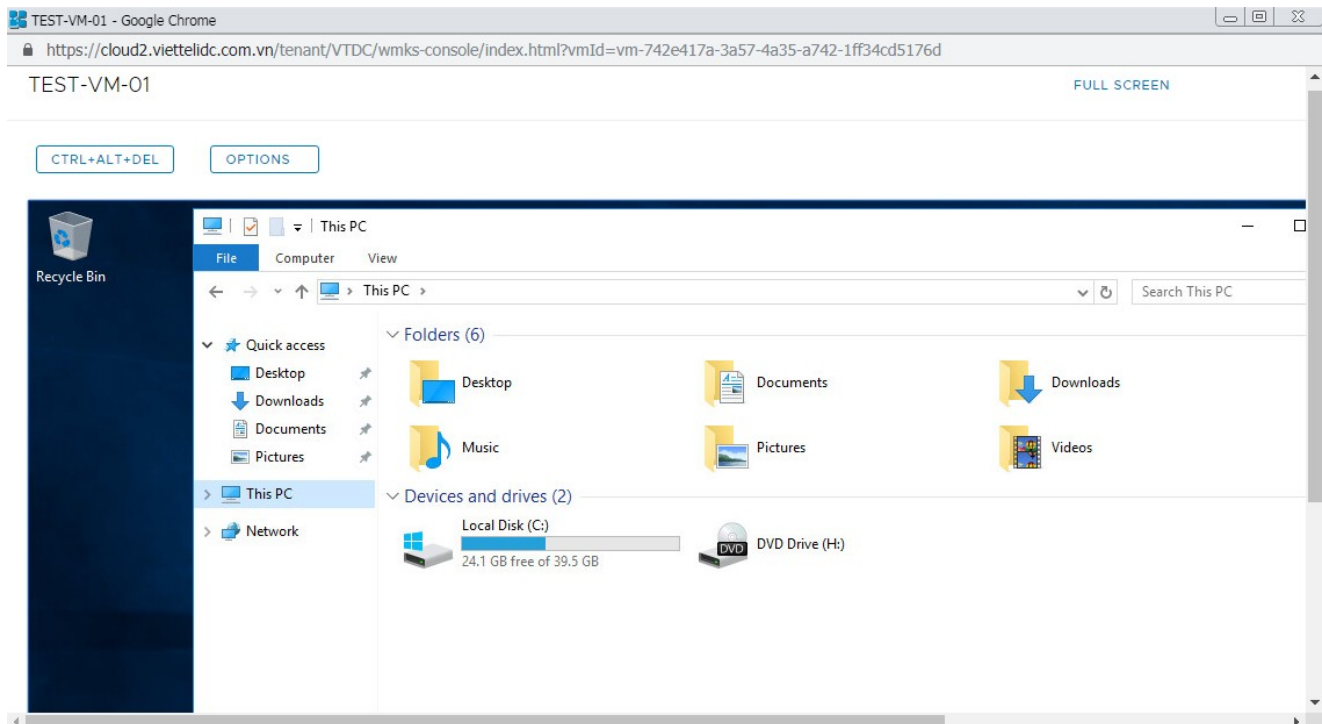 TEST-VM-01 - Google Chrome
https://cloud2.viettelidc.com.vn/tenant/VTDC/wmks-console/index.html?vmId=vm-742e417a-3a57-4a35-a742-1ff34cd5176d
TEST-VM-01
FULL SCREEN
CTRL+ALT+DEL
OPTIONS
Recycle Bin
This PC
File Computer View
This PC
Search This PC
Quick access
Desktop
Downloads
Documents
Pictures
This PC
Network
Folders (6)
Desktop
Documents
Downloads
Music
Pictures
Videos
Devices and drives (2)
Local Disk (C:)
24.1 GB free of 39.5 GB
DVD
DVD Drive (H:)